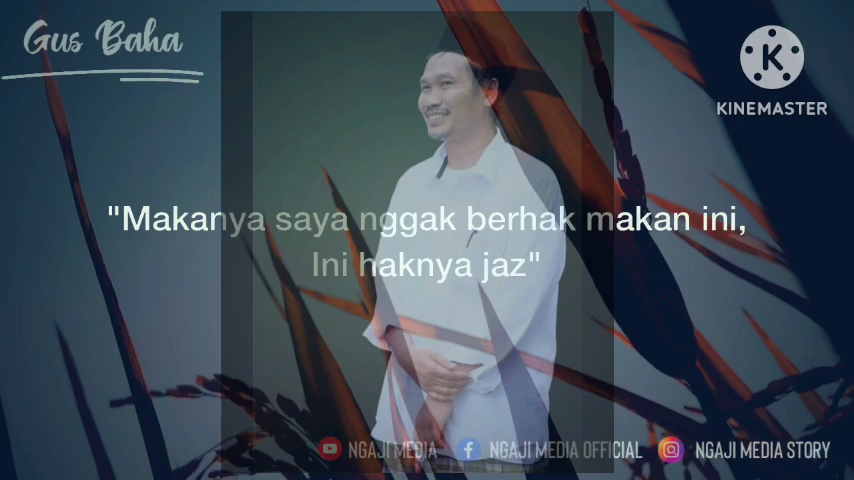 Gus Baha
KINEMASTER
"Makanya saya nggak berhak makan ini,
Ini haknya jaz"
NGAJI MEDIA NGAJI MEDIA OFFICIAL NGAJI MEDIA STORY